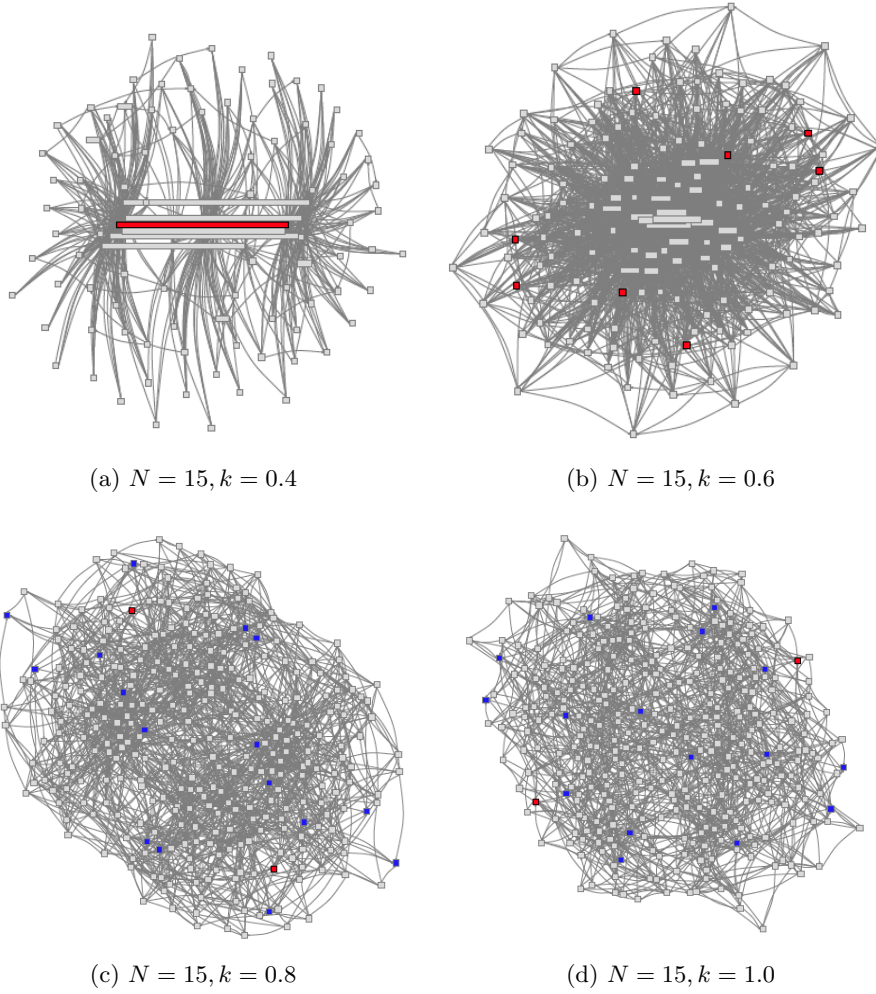 (a) N = 15, k = 0.4
(b) N = 15, k = 0.6
(c) N = 15, k = 0.8
(d) N = 15, k = 1.0